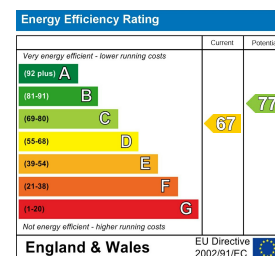 Energy Efficiency Rating
Current Potentia
Very energy efficient - lower running costs
(92 plus) A
(81-91) B
(69-80) C
(55-68) D
(39-54) E
(21-38) F
(1-20) G
67
77
Not energy efficient - higher running costs
England & Wales
EU Directive
2002/91/EC